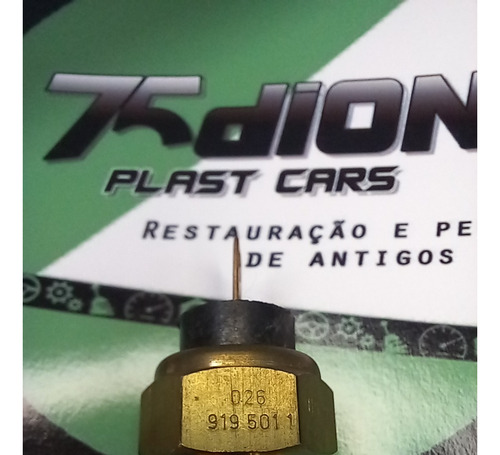 75diON
PLAST CARS
RESTAURAÇÃO E PE
DE ANTIGOS
026
919 501 1